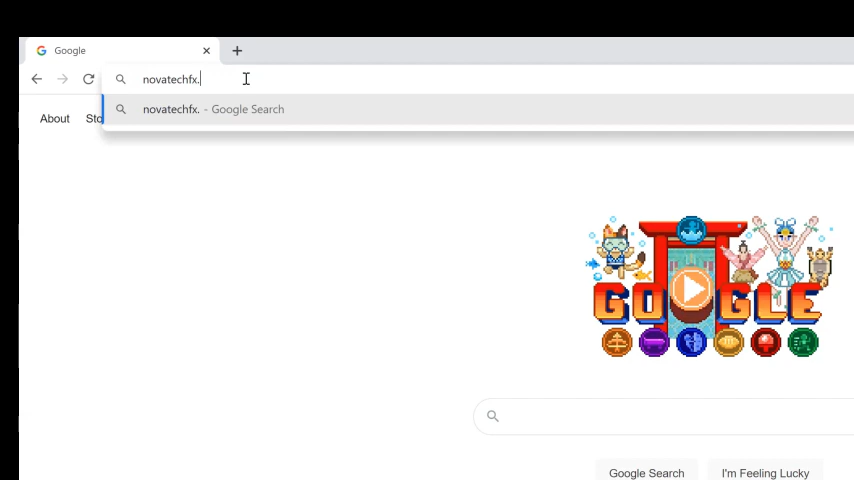 Google
novatechfx.
novatechfx. - Google Search
About
Sto
GOOGLE
Google Search
I'm Feeling Lucky